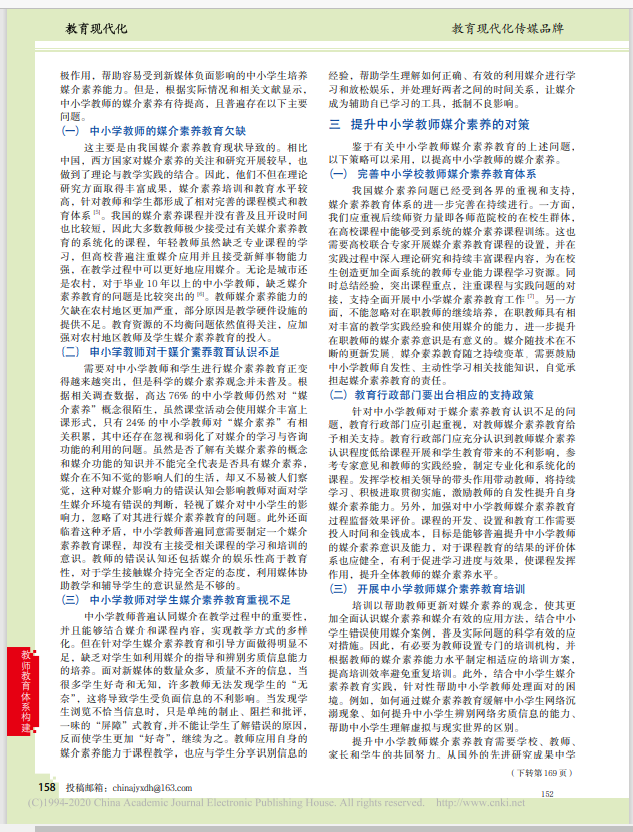 教育现代化
教育现代化传媒品牌
极作用，帮助容易受到新媒体负面影响的中小学生培养
媒介素养能力。但是，根据实际情况和相关文献显示，
中小学教师的媒介素养有待提高，且普遍存在以下主要
问题。
(一) 中小学教师的媒介素养教育欠缺
这主要是由我国媒介素养教育现状导致的。相比
中国，西方国家对媒介素养的关注和研究开展较早，也
做到了理论与教学实践的结合。因此，他们不但在理论
研究方面取得丰富成果，媒介素养培训和教育水平较
高，针对教师和学生都形成了相对完善的课程模式和教
育体系[5]。我国的媒介素养课程并没有普及且开设时间
也比较短，因此大多数教师极少接受过有关媒介素养教
育的系统化的课程，年轻教师虽然缺乏专业课程的学
习，但高校普遍注重媒介应用并且接受新鲜事物能力
强，在教学过程中可以更好地应用媒介。无论是城市还
是农村，对于毕业 10 年以上的中小学教师，缺乏媒介
素养教育的问题是比较突出的[6]。教师媒介素养能力的
欠缺在农村地区更加严重，部分原因是教学硬件设施的
提供不足。教育资源的不均衡问题依然值得关注，应加
强对农村地区教师及学生媒介素养教育的投入。
(二) 中小学教师对于媒介素养教育认识不足
需要对中小学教师和学生进行媒介素养教育正变
得越来越突出，但是科学的媒介素养观念并未普及。根
据相关调查数据，高达 76% 的中小学教师仍然对“媒
介素养”概念很陌生，虽然课堂活动会使用媒介丰富上
课形式，只有 24% 的中小学教师对“媒介素养”有相
关积累，其中还存在忽视和弱化了对媒介的学习与咨询
功能的利用的问题。虽然是否了解有关媒介素养的概念
和媒介功能的知识并不能完全代表是否具有媒介素养，
媒介在不知不觉的影响人们的生活，却又不易被人们察
觉，这种对媒介影响力的错误认知会影响教师对面对学
生媒介环境有错误的判断，轻视了媒介对中小学生的影
响力，忽略了对其进行媒介素养教育的问题。此外还面
临着这种矛盾，中小学教师普遍同意需要制定一个媒介
素养教育课程，却没有主接受相关课程的学习和培训的
意识。教师的错误认知还包括媒介的娱乐性高于教育
性，对于学生接触媒介持完全否定的态度，利用媒体协
助教学和辅导学生的意识显然是不够的。
(三) 中小学教师对学生媒介素养教育重视不足
中小学教师普遍认同媒介在教学过程中的重要性，
并且能够结合媒介和课程内容，实现教学方式的多样
化。但在针对学生媒介素养教育和引导方面做得明显不
足，缺乏对学生如利用媒介的指导和辨别劣质信息能力
的培养。面对新媒体的数量众多，质量不齐的信息，当
很多学生好奇和无知，许多教师无法发现学生的“无
奈”，这将导致学生受负面信息的不利影响。当发现学
生浏览不恰当信息时，只是单纯的制止、阻拦和批评，
一味的“屏障”式教育，并不能让学生了解错误的原因，
反而使学生更加“好奇”，继续为之。教师应用自身的
媒介素养能力于课程教学，也应与学生分享识别信息的
经验，帮助学生理解如何正确、有效的利用媒介进行学
习和放松娱乐，并处理好两者之间的时间关系，让媒介
成为辅助自己学习的工具，抵制不良影响。
三 提升中小学教师媒介素养的对策
鉴于有关中小学教师媒介素养教育的上述问题，
以下策略可以采用，以提高中小学教师的媒介素养。
(一) 完善中小学校教师媒介素养教育体系
我国媒介素养问题已经受到各界的重视和支持，
媒介素养教育体系的进一步完善在持续进行。一方面，
我们应重视后续师资力量即各师范院校的在校生群体，
在高校课程中能够受到系统的媒介素养课程训练。这也
需要高校联合专家开展媒介素养教育课程的设置，并在
实践过程中深入理论研究和持续丰富课程内容，为在校
生创造更加全面系统的教师专业能力课程学习资源。同
时总结经验，突出课程重点，注重课程与实践问题的对
接，支持全面开展中小学媒介素养教育工作[7]。另一方
面，不能忽略对在职教师的继续培养，在职教师具有相
对丰富的教学实践经验和使用媒介的能力，进一步提升
在职教师的媒介素养意识是有意义的。媒介随技术在不
断的更新发展、媒介素养教育随之持续变革、需要鼓励
中小学教师自发性、主动性学习相关技能知识，自觉承
担起媒介素养教育的责任。
(二) 教育行政部门要出台相应的支持政策
针对中小学教师对于媒介素养教育认识不足的问
题，教育行政部门应引起重视，对教师媒介素养教育给
予相关支持。教育行政部门应充分认识到教师媒介素养
认识程度低给课程开展和学生教育带来的不利影响，参
考专家意见和教师的实践经验，制定专业化和系统化的
课程。发挥学校相关领导的带头作用带动教师，将持续
学习、积极进取贯彻实施，激励教师的自发性提升自身
媒介素养能力。另外，加强对中小学教师媒介素养教育
过程监督效果评价。课程的开发、设置和教育工作需要
投入时间和金钱成本，目标是能够普遍提升中小学教师
的媒介素养意识及能力，对于课程教育的结果的评价体
系也应健全，有利于促进学习进度与效果，使课程发挥
作用，提升全体教师的媒介素养水平。
(三) 开展中小学教师媒介素养教育培训
培训以帮助教师更新对媒介素养的观念，使其更
加全面认识媒介素养和媒介有效的应用方法，结合中小
学生错误使用媒介案例，普及实际问题的科学有效的应
对措施。因此，有必要为教师设置专门的培训机构，并
根据教师的媒介素养能力水平制定相适应的培训方案，
提高培训效率避免重复培训。此外，结合中小学生媒介
素养教育实践，针对性帮助中小学教师处理面对的困
境。例如，如何通过媒介素养教育缓解中小学生网络沉
溺现象、如何提升中小学生辨别网络劣质信息的能力、
帮助中小学生理解虚拟与现实世界的区别。
提升中小学教师媒介素养教育需要学校、教师、
家长和学生的共同努力。从国外的先进研究成果中学
（下转第 169 页）
教师教育体系构建
158 投稿邮箱：chinajyxdh@163.com
152
(C)1994-2020 China Academic Journal Electronic Publishing House. All rights reserved. http://www.cnki.net